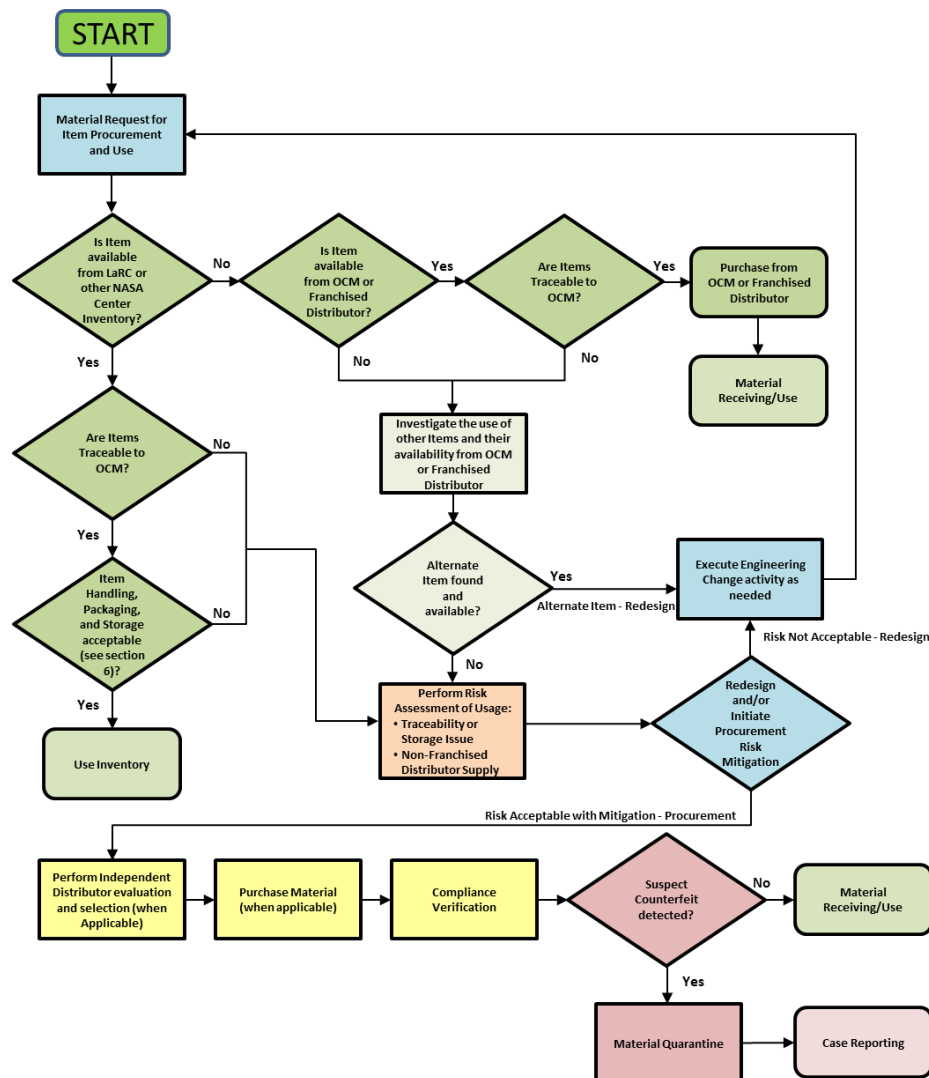 START
Material Request for
Item Procurement
and Use
Is Item
available
from LaRC or
other NASA
Center
Inventory?
No
Is Item
available
from OCM or
Franchised
Distributor?
Yes
Are Items
Traceable to
OCM?
Yes
Purchase from
OCM or Franchised
Distributor
Yes
No
No
Material
Receiving/Use
Are Items
Traceable to
OCM?
No
Investigate the use of
other Items and their
availability from OCM
or Franchised
Distributor
Yes
Item
Handling,
Packaging,
and Storage
acceptable
(see section
6)?
No
Alternate
Item found
and
available?
Yes
Alternate Item - Redesign
Execute Engineering
Change activity as
needed
Risk Not Acceptable - Redesign
No
Yes
Use Inventory
Perform Risk
Assessment of Usage:
• Traceability or
Storage Issue
• Non-Franchised
Distributor Supply
Redesign
and/or
Initiate
Procurement
Risk
Mitigation
Risk Acceptable with Mitigation - Procurement
Perform Independent
Distributor evaluation
and selection (when
Applicable)
Purchase Material
(when applicable)
Compliance
Verification
Suspect
Counterfeit
detected?
No
Material
Receiving/Use
Yes
Material Quarantine
Case Reporting